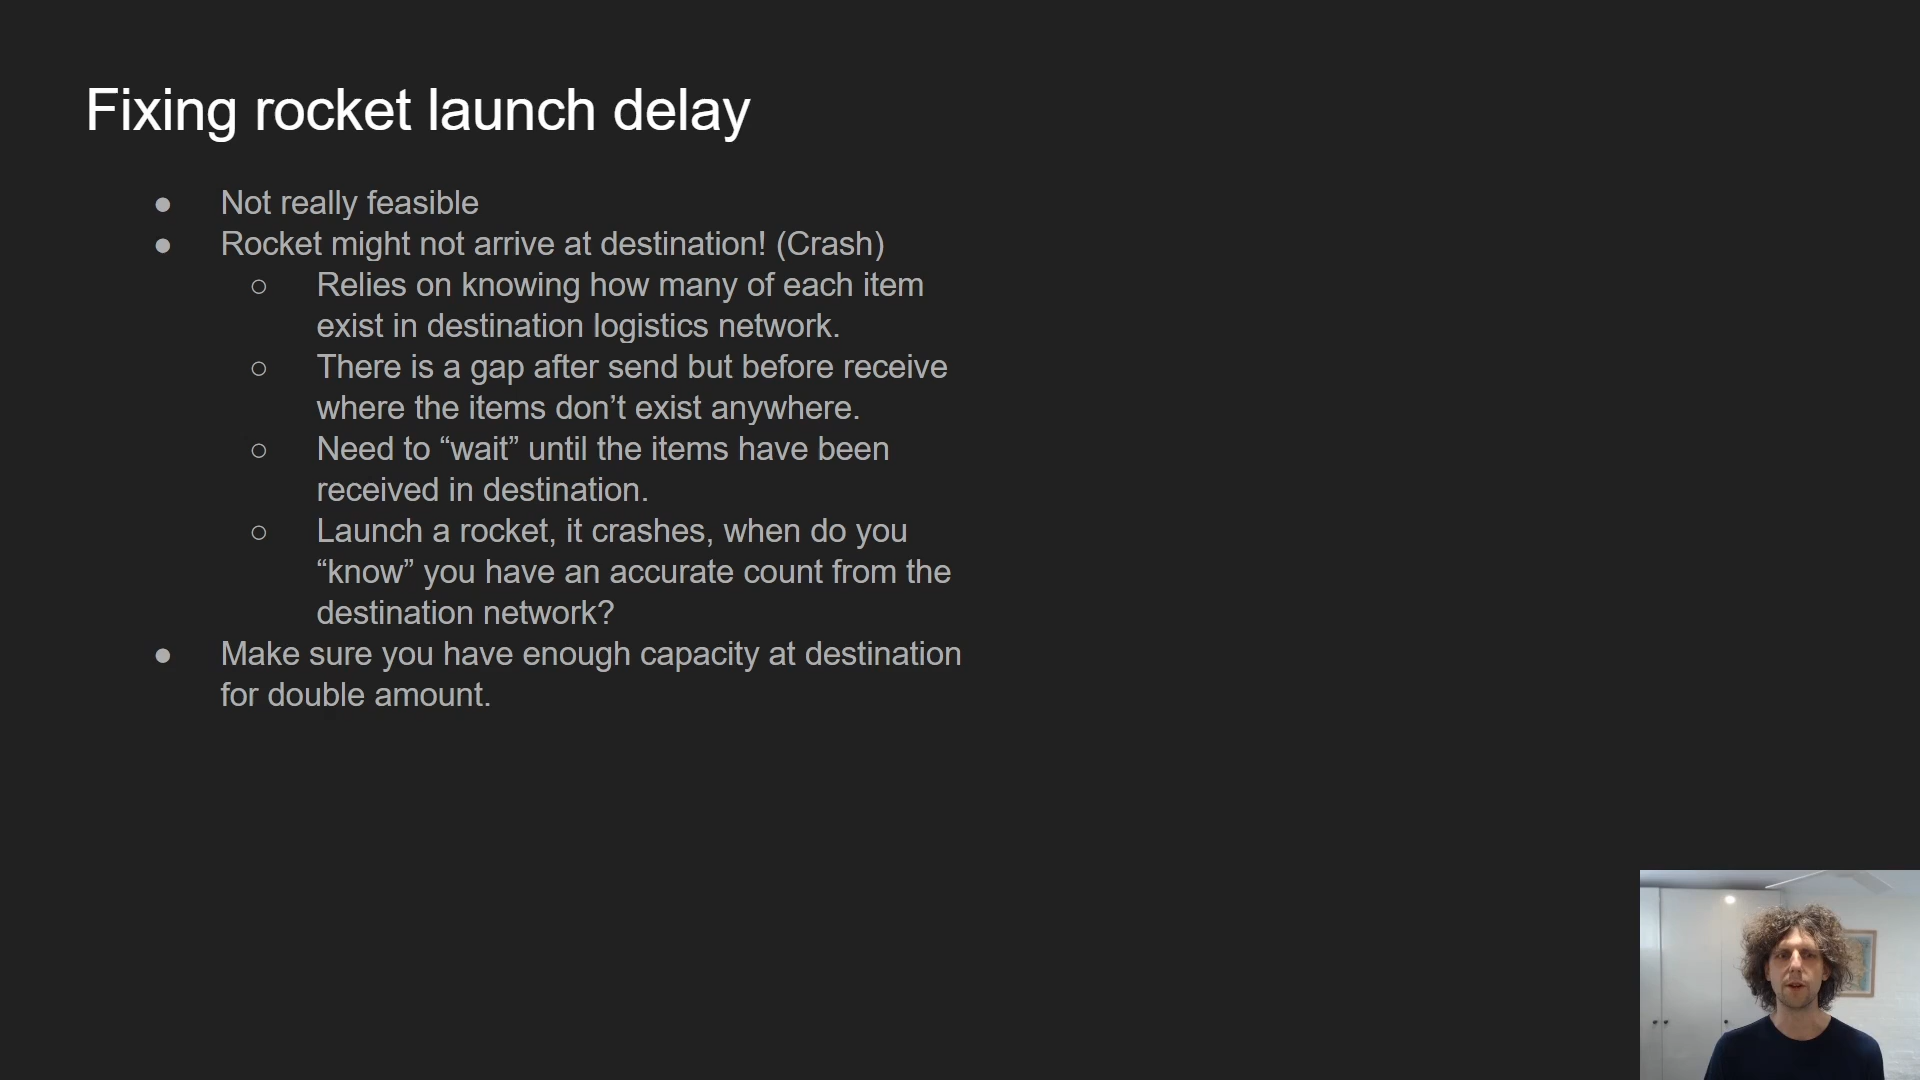 Fixing rocket launch delay
● Not really feasible
● Rocket might not arrive at destination! (Crash)
○ Relies on knowing how many of each item
exist in destination logistics network.
○ There is a gap after send but before receive
where the items don’t exist anywhere.
○ Need to “wait” until the items have been
received in destination.
○ Launch a rocket, it crashes, when do you
“know” you have an accurate count from the
destination network?
● Make sure you have enough capacity at destination
for double amount.